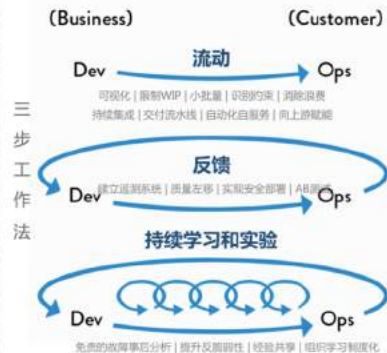 (Business) (Customer)
流动
Dev Ops
可视化 | 限制WIP | 小批量 | 识别约束 | 消除浪费
持续集成 | 交付流水线 | 自动化自服务 | 向上游赋能
三步工作法
反馈
建立遥测系统 | 质量左移 | 实现安全部署 | AB测试
Dev Ops
持续学习和实验
Dev Ops
免责的故障事后分析 | 提升反脆弱性 | 经验共享 | 组织学习制度化